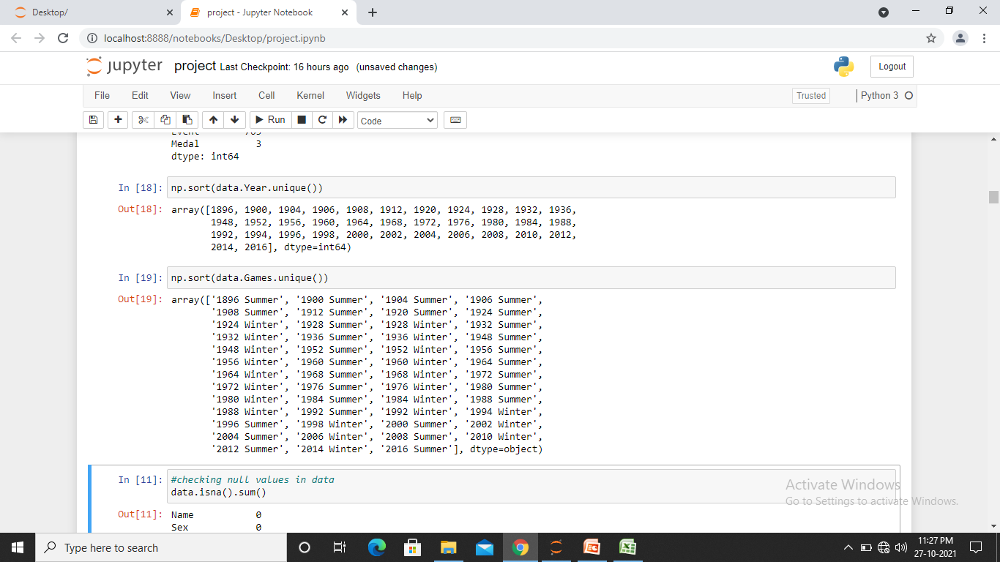 Desktop/
project - Jupyter Notebook
localhost:8888/notebooks/Desktop/project.ipynb
jupyter project Last Checkpoint: 16 hours ago (unsaved changes)
Logout
File Edit View Insert Cell Kernel Widgets Help
Trusted
Python 3
Run
Code
Medal 3
dtype: int64
In [18]: np.sort(data.Year.unique())
Out[18]: array([1896, 1900, 1904, 1906, 1908, 1912, 1920, 1924, 1928, 1932, 1936,
1948, 1952, 1956, 1960, 1964, 1968, 1972, 1976, 1980, 1984, 1988,
1992, 1994, 1996, 1998, 2000, 2002, 2004, 2006, 2008, 2010, 2012,
2014, 2016], dtype=int64)
In [19]: np.sort(data.Games.unique())
Out[19]: array(['1896 Summer', '1900 Summer', '1904 Summer', '1906 Summer',
'1908 Summer', '1912 Summer', '1920 Summer', '1924 Summer',
'1924 Winter', '1928 Summer', '1928 Winter', '1932 Summer',
'1932 Winter', '1936 Summer', '1936 Winter', '1948 Summer',
'1948 Winter', '1952 Summer', '1952 Winter', '1956 Summer',
'1956 Winter', '1960 Summer', '1960 Winter', '1964 Summer',
'1964 Winter', '1968 Summer', '1968 Winter', '1972 Summer',
'1972 Winter', '1976 Summer', '1976 Winter', '1980 Summer',
'1980 Winter', '1984 Summer', '1984 Winter', '1988 Summer',
'1988 Winter', '1992 Summer', '1992 Winter', '1994 Winter',
'1996 Summer', '1998 Winter', '2000 Summer', '2002 Winter',
'2004 Summer', '2006 Winter', '2008 Summer', '2010 Winter',
'2012 Summer', '2014 Winter', '2016 Summer'], dtype=object)
In [11]: #checking null values in data
data.isna().sum()
Out[11]: Name 0
Sex 0
Activate Windows
Go to Settings to activate Windows.
Type here to search
11:27 PM
27-10-2021